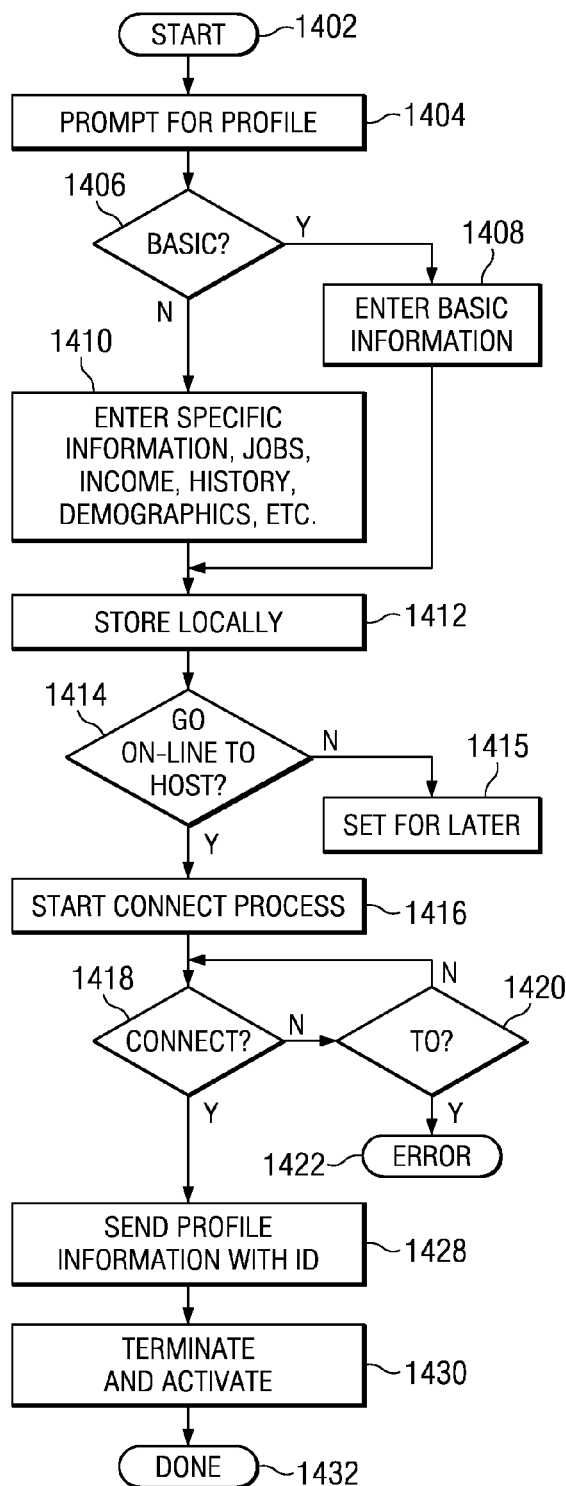 START
1402
PROMPT FOR PROFILE
1404
1406
BASIC?
Y
N
1408
ENTER BASIC
INFORMATION
1410
ENTER SPECIFIC
INFORMATION, JOBS,
INCOME, HISTORY,
DEMOGRAPHICS, ETC.
STORE LOCALLY
1412
1414
GO
ON-LINE TO
HOST?
N
Y
1415
SET FOR LATER
START CONNECT PROCESS
1416
1418
CONNECT?
N
Y
N
1420
TO?
Y
1422
ERROR
SEND PROFILE
INFORMATION WITH ID
1428
TERMINATE
AND ACTIVATE
1430
DONE
1432